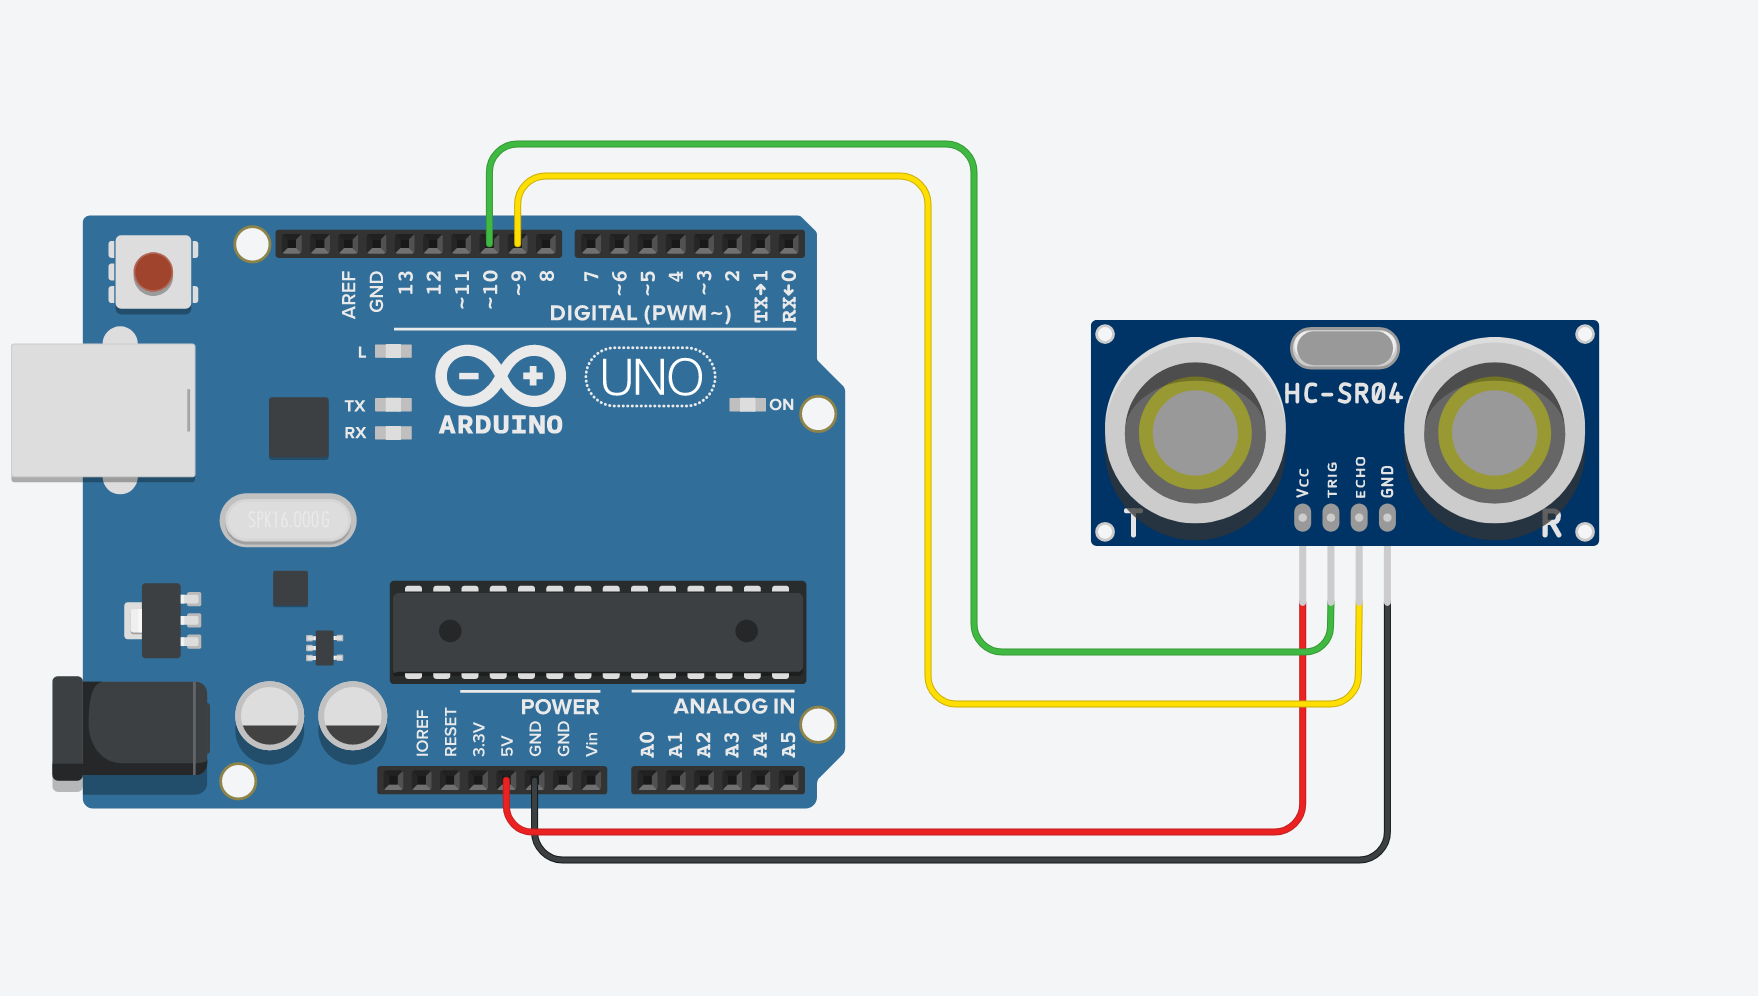 AREF
GND
13
12
~11
~10
~9
8
7
~6
~5
4
~3
2
TX→1
RX←0
DIGITAL (PWM~)
L
TX
RX
ARDUINO
UNO
ON
SPK16.000G
POWER
ANALOG IN
IOREF
RESET
3.3V
5V
GND
GND
Vin
A0
A1
A2
A3
A4
A5
HC-SR04
Vcc
TRIG
ECHO
GND
T
R